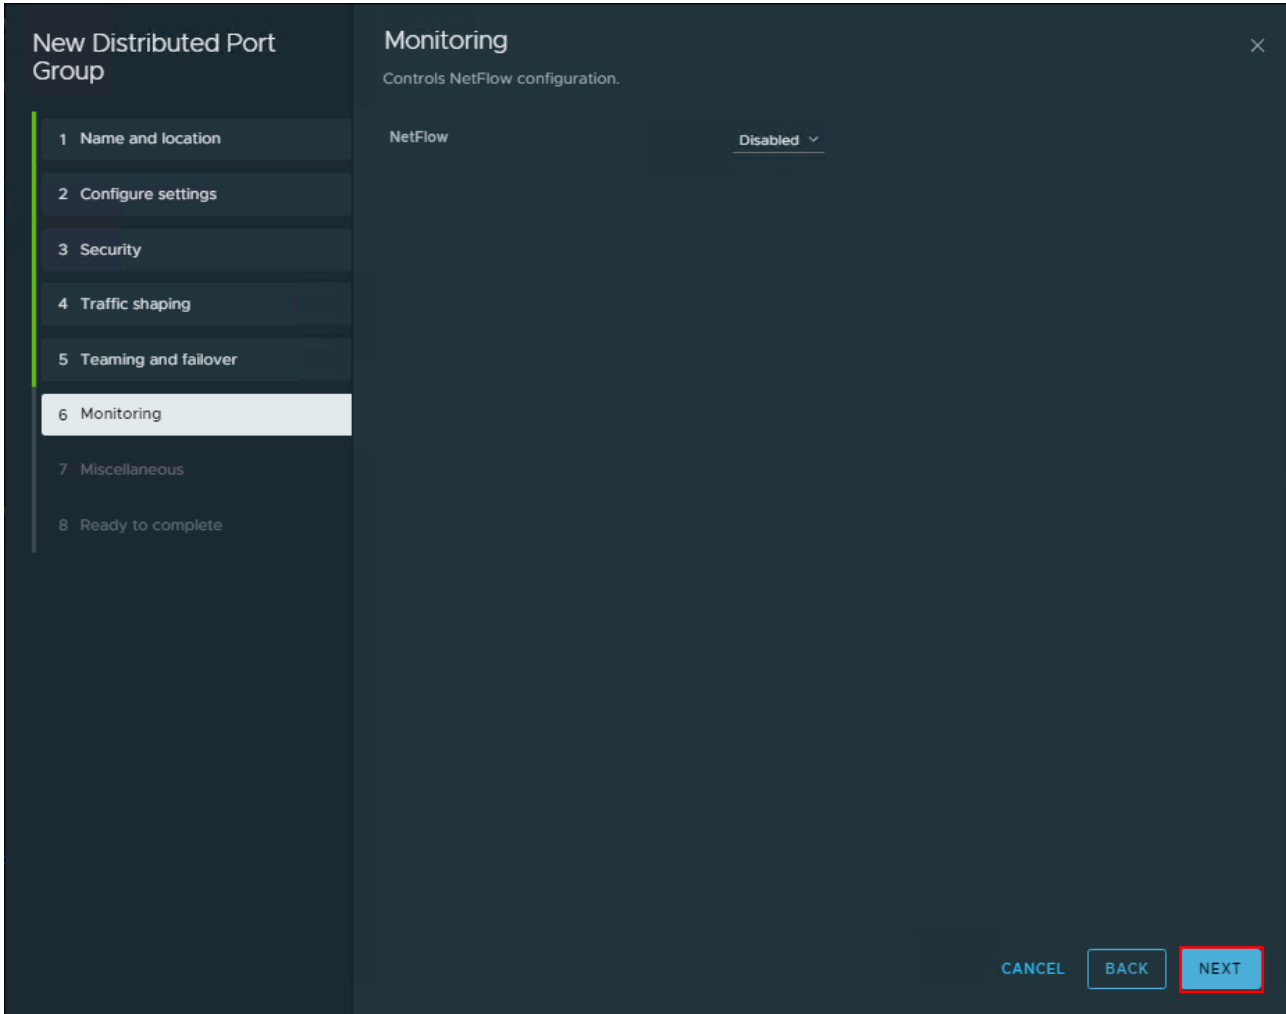 New Distributed Port
Group
1 Name and location
2 Configure settings
3 Security
4 Traffic shaping
5 Teaming and failover
6 Monitoring
7 Miscellaneous
8 Ready to complete
Monitoring
Controls NetFlow configuration.
NetFlow Disabled
CANCEL BACK NEXT